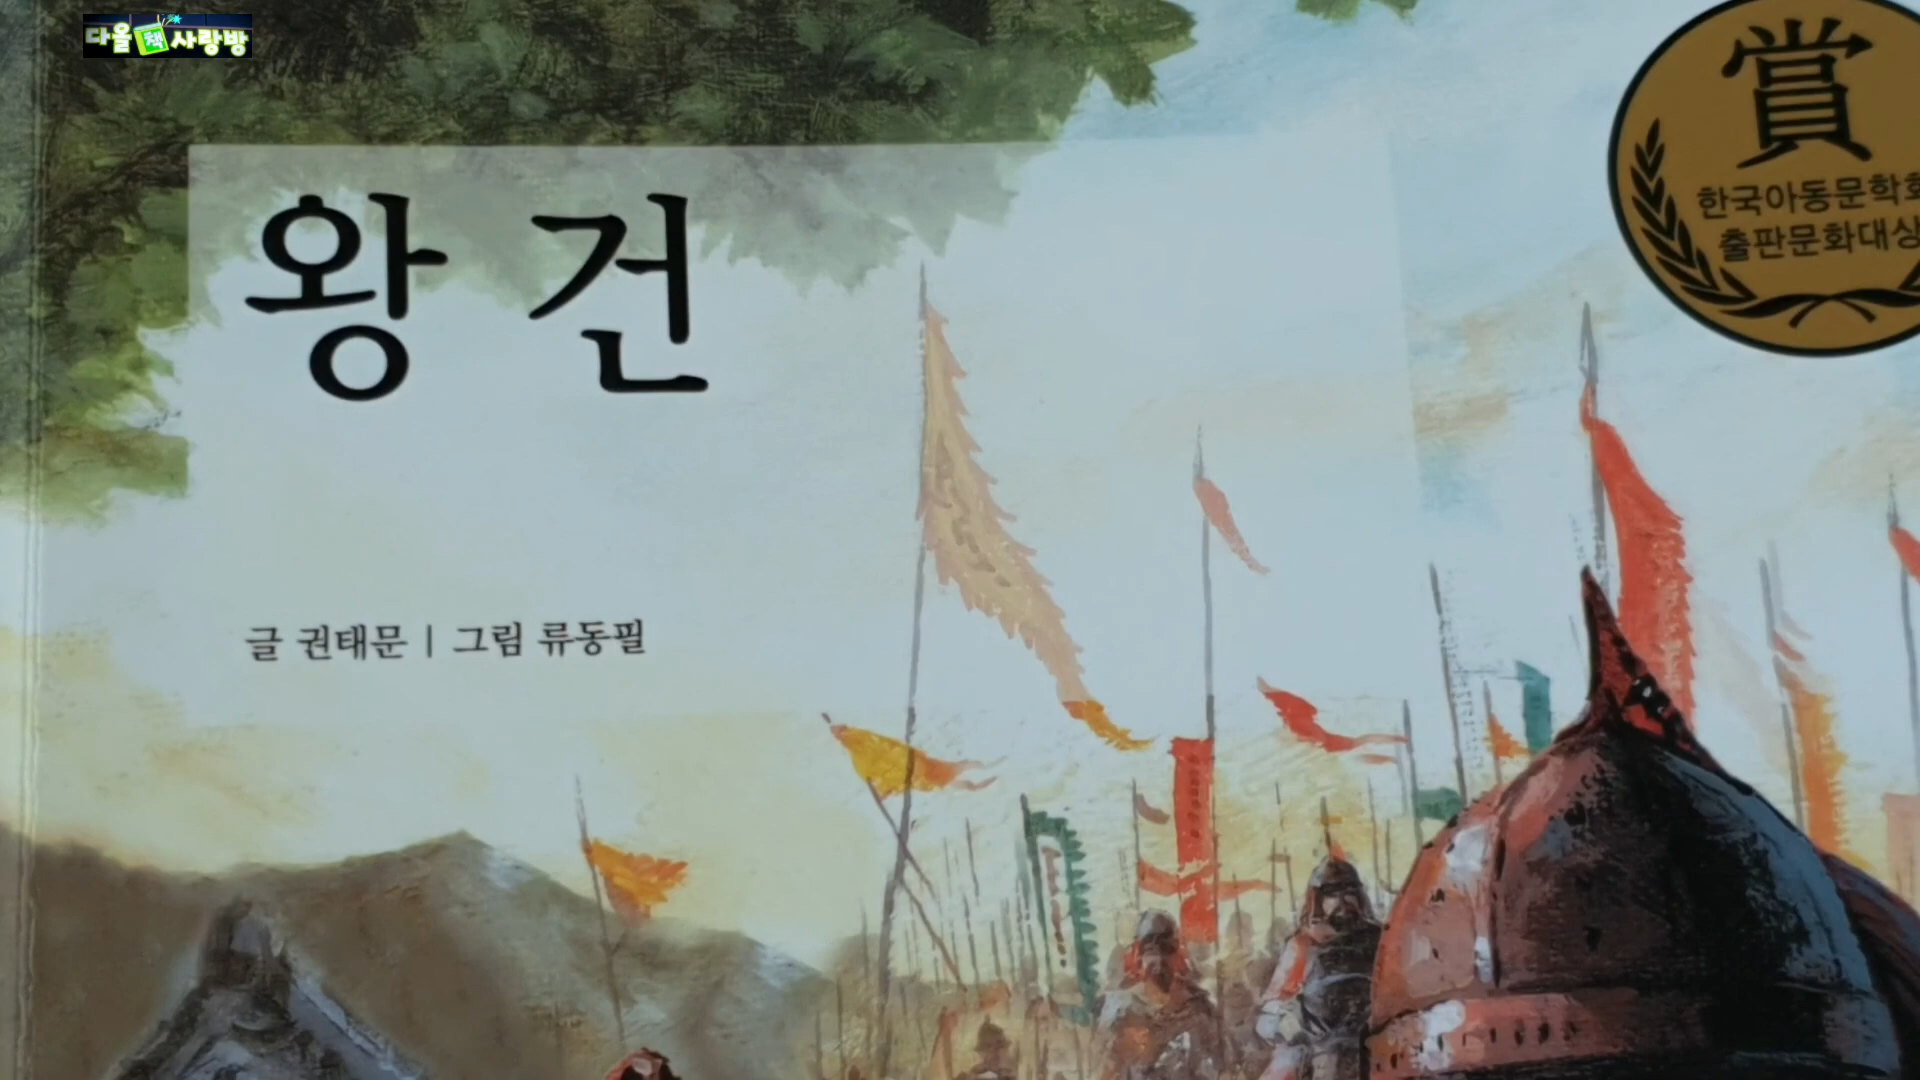 다올책사랑방
왕건
글 권태문 | 그림 류동필
賞
한국아동문학회
출판문화대상